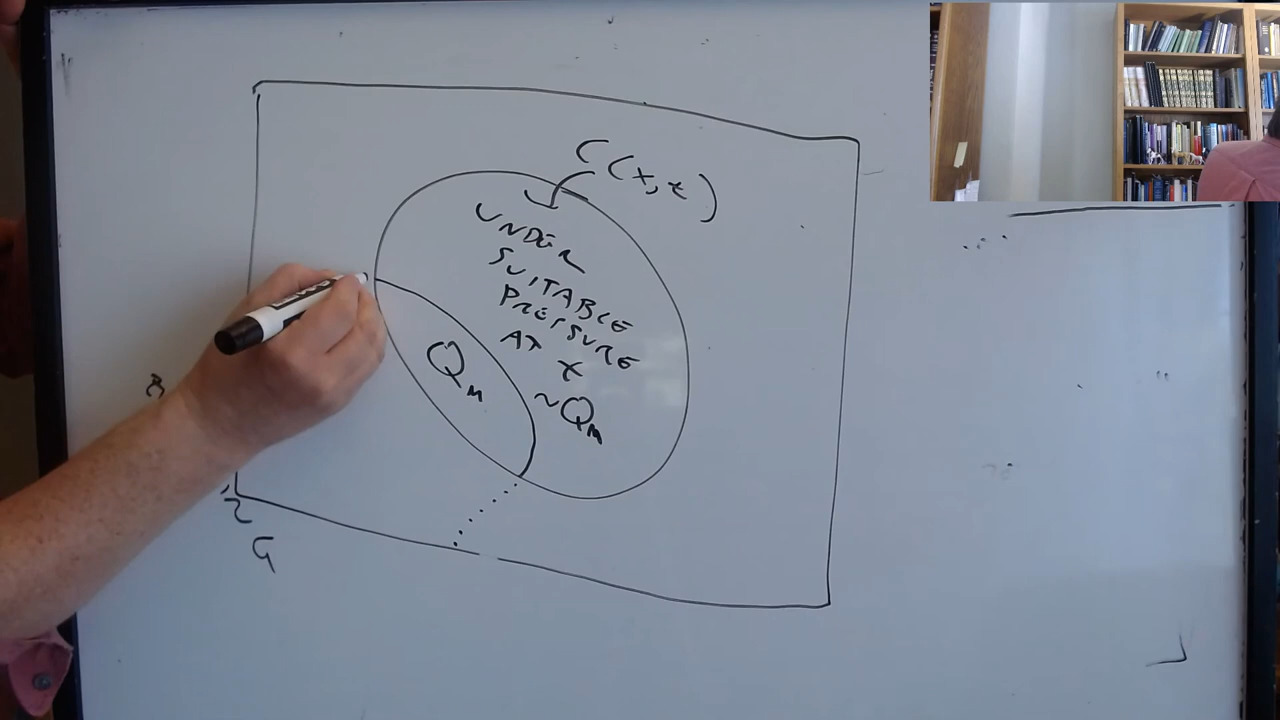 C(x,z)
UNDER
SUITABLE
PRESSURE
AT X
~Qm
Qm
G